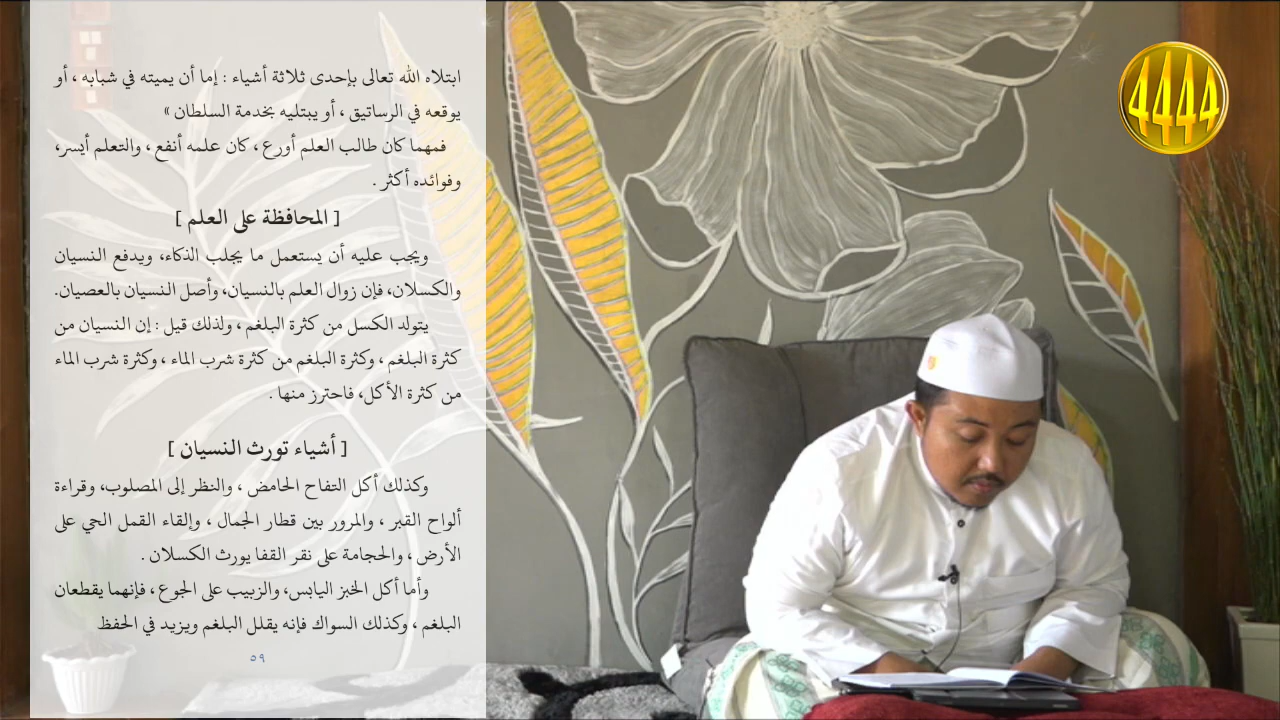 ابتلاه الله تعالى بإحدى ثلاثة أشياء : إما أن يميته في شبابه ، أو
يوقعه في الرساتيق ، أو يبتليه بخدمة السلطان »
فمهما كان طالب العلم أورع ، كان علمه أنفع ، والتعلم أيسر،
وفوائده أكثر .
[ المحافظة على العلم ]
ويجب عليه أن يستعمل ما يجلب الذكاء، ويدفع النسيان
والكسلان، فإن زوال العلم بالنسيان، وأصل النسيان بالعصيان.
يتولد الكسل من كثرة البلغم ، ولذلك قيل : إن النسيان من
كثرة البلغم ، وكثرة البلغم من كثرة شرب الماء ، وكثرة شرب الماء
من كثرة الأكل، فاحترز منها .
[ أشياء تورث النسيان ]
وكذلك أكل التفاح الحامض ، والنظر إلى المصلوب، وقراءة
ألواح القبر ، والمرور بين قطار الجمال ، وإلقاء القمل الحي على
الأرض ، والحجامة على نقر القفا يورث الكسلان .
وأما أكل الخبز اليابس، والزبيب على الجوع ، فإنهما يقطعان
البلغم ، وكذلك السواك فإنه يقلل البلغم ويزيد في الحفظ
٥٩
4444